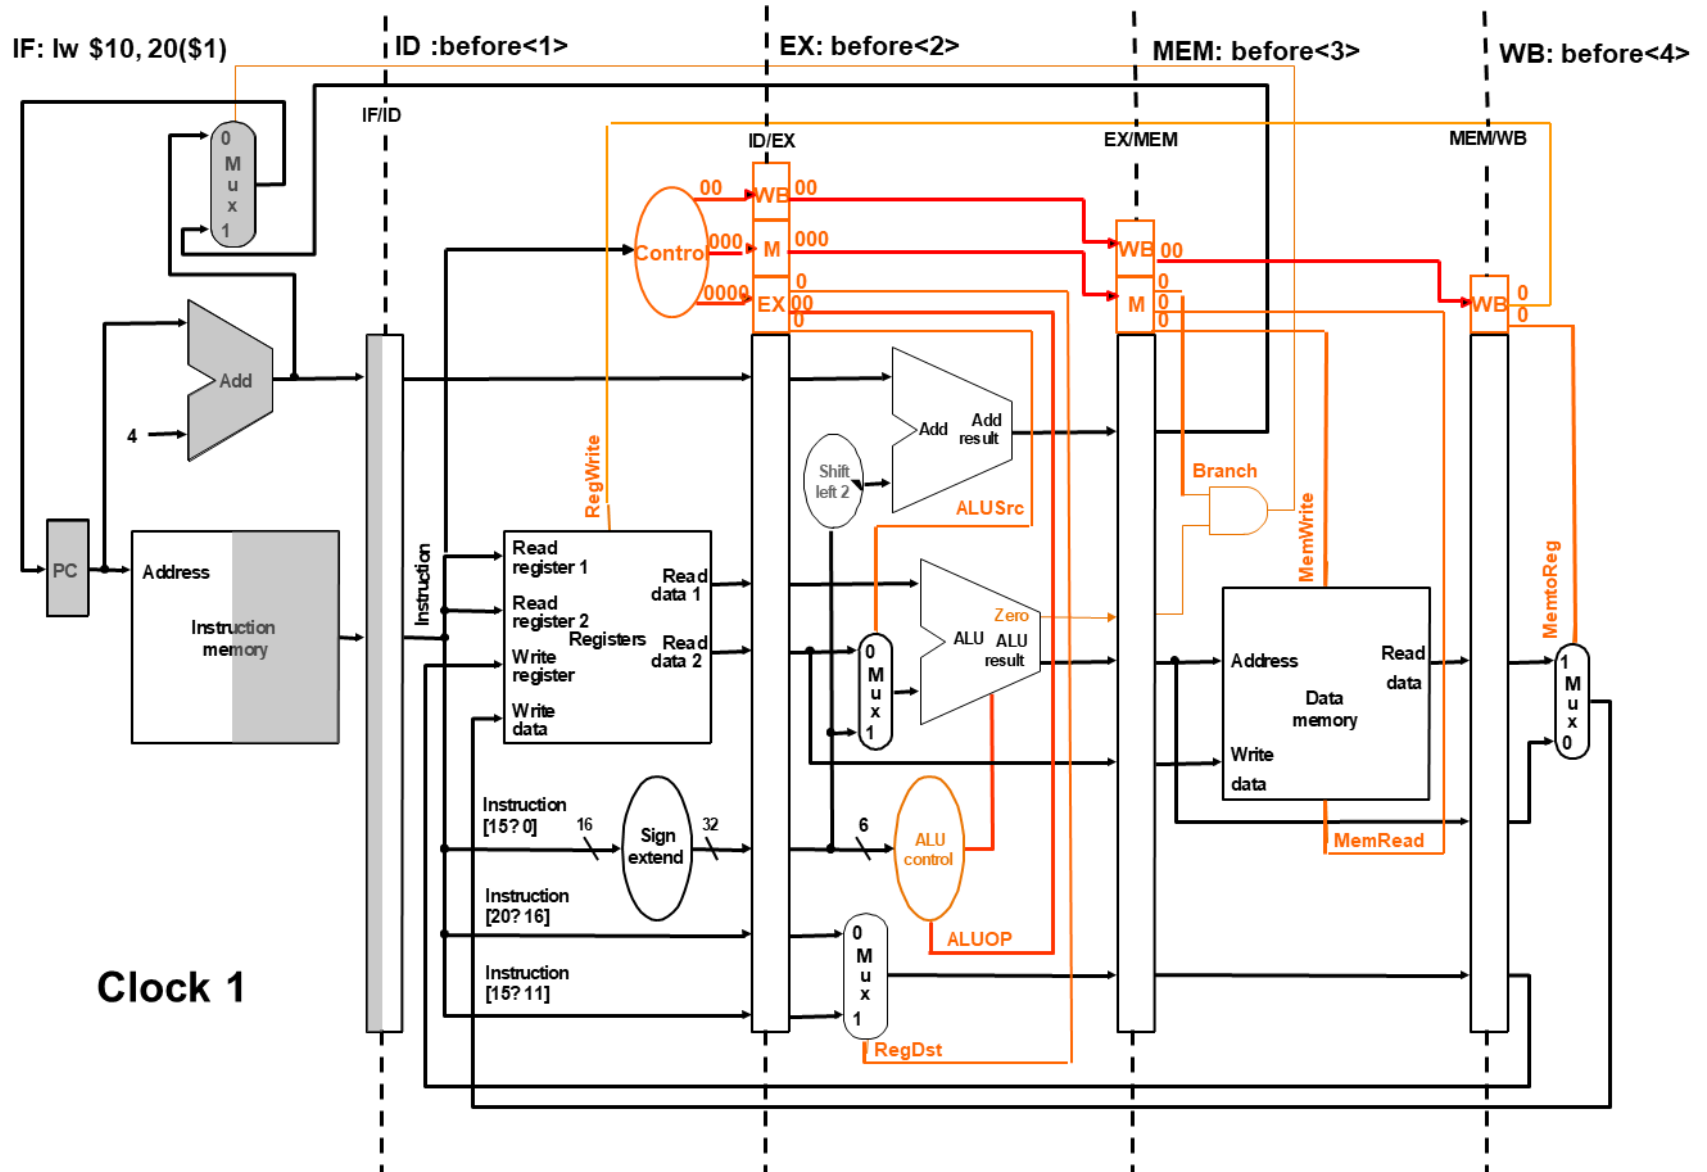 IF: lw $10, 20($1)
ID :before<1>
EX: before<2>
MEM: before<3>
WB: before<4>
IF/ID
ID/EX
EX/MEM
MEM/WB
0
M
u
x
1
Control
00
000
0000
WB
M
EX
00
000
0
00
0
WB
M
00
0
0
0
WB
0
0
Add
4
PC
Address
Instruction
memory
Instruction
RegWrite
Read
register 1
Read
register 2
Registers
Write
register
Write
data
Read
data 1
Read
data 2
Shift
left 2
Add
Add
result
ALUSrc
Branch
Zero
ALU
ALU
result
0
M
u
x
1
MemWrite
Address
Read
data
Data
memory
Write
data
MemRead
MemtoReg
1
M
u
x
0
Instruction
[15?0]
16
Sign
extend
32
6
ALU
control
Instruction
[20?16]
Instruction
[15?11]
0
M
u
x
1
ALUOP
RegDst
Clock 1